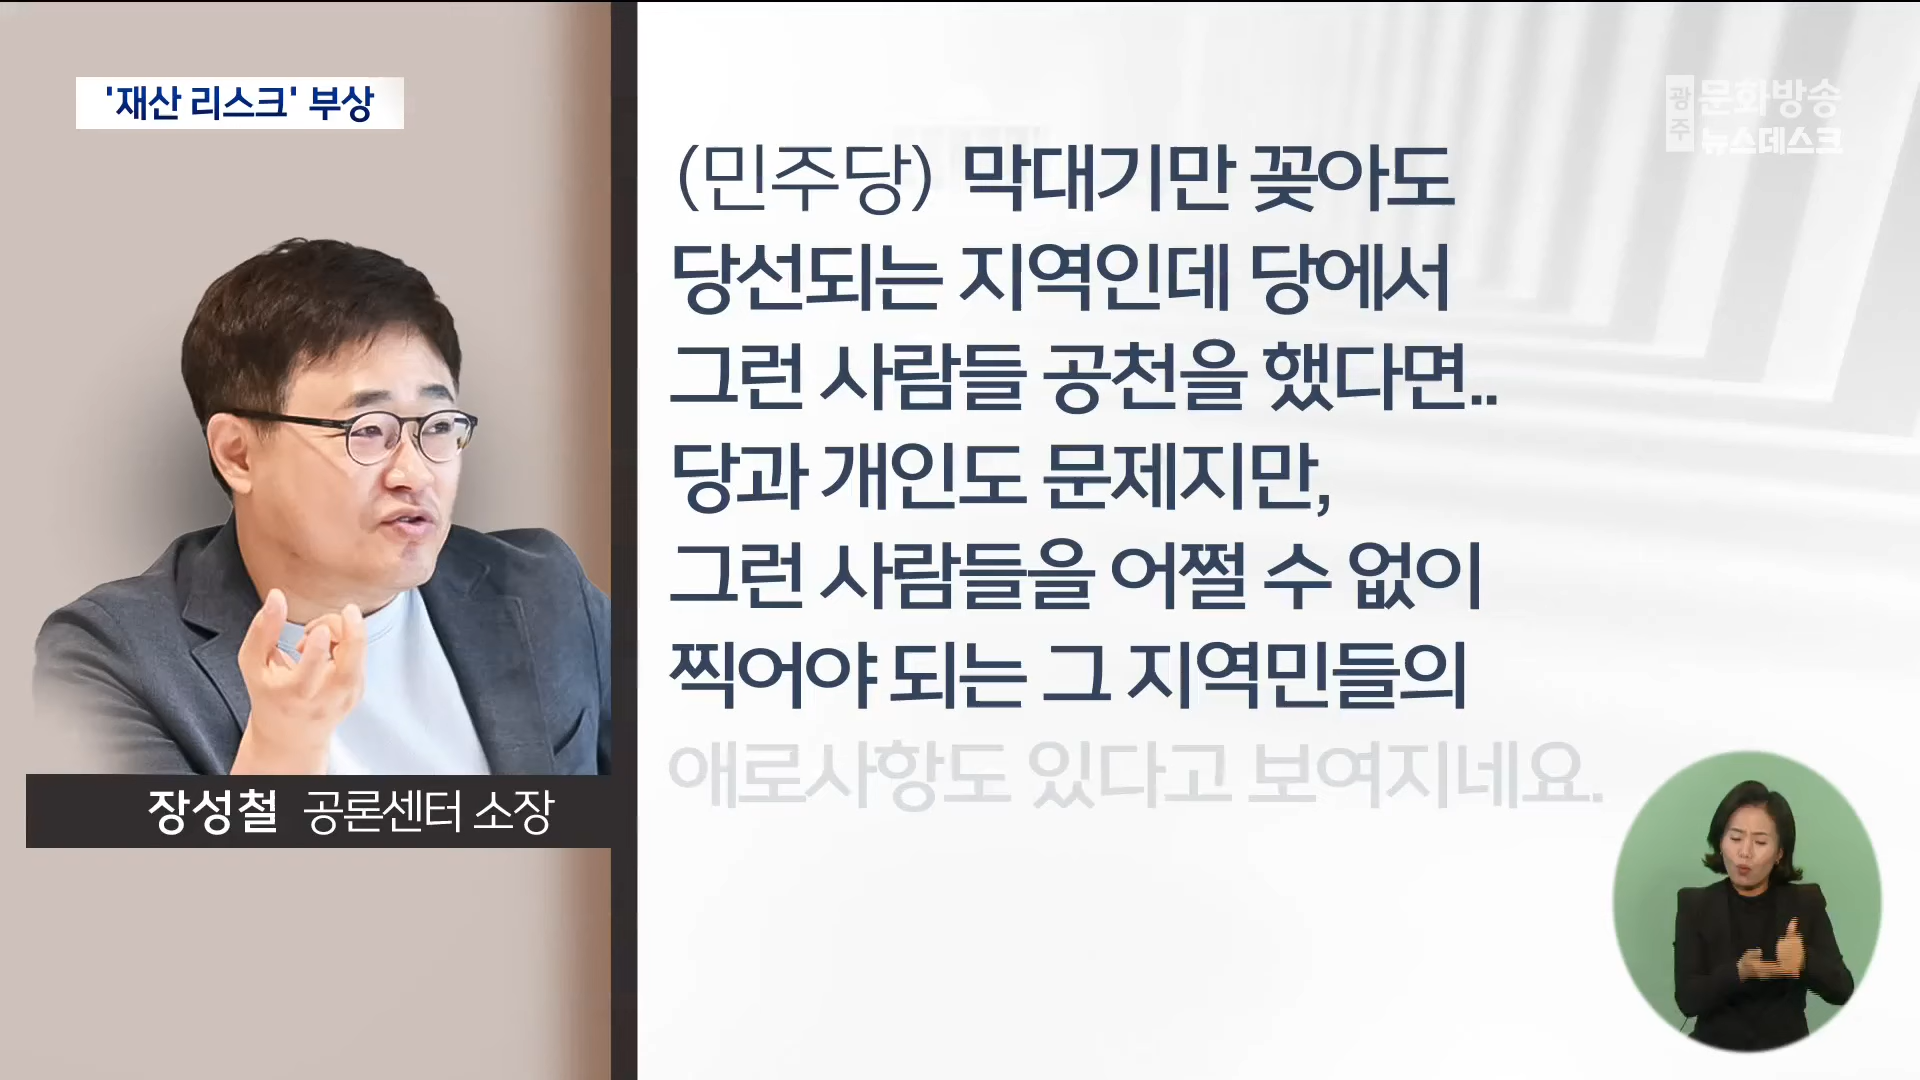 '재산 리스크' 부상
광주
문화방송
뉴스데스크
(민주당) 막대기만 꽂아도
당선되는 지역인데 당에서
그런 사람들 공천을 했다면..
당과 개인도 문제지만,
그런 사람들을 어쩔 수 없이
찍어야 되는 그 지역민들의
애로사항도 있다고 보여지네요.
장성철 공론센터 소장